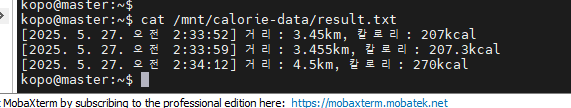 kopo@master:~$
kopo@master:~$ cat /mnt/calorie-data/result.txt
[2025. 5. 27. 오전 2:33:52] 거리: 3.45km, 칼로리: 207kcal
[2025. 5. 27. 오전 2:33:59] 거리: 3.455km, 칼로리: 207.3kcal
[2025. 5. 27. 오전 2:34:12] 거리: 4.5km, 칼로리: 270kcal
kopo@master:~$
MobaXterm by subscribing to the professional edition here: https://mobaxterm.mobatek.net